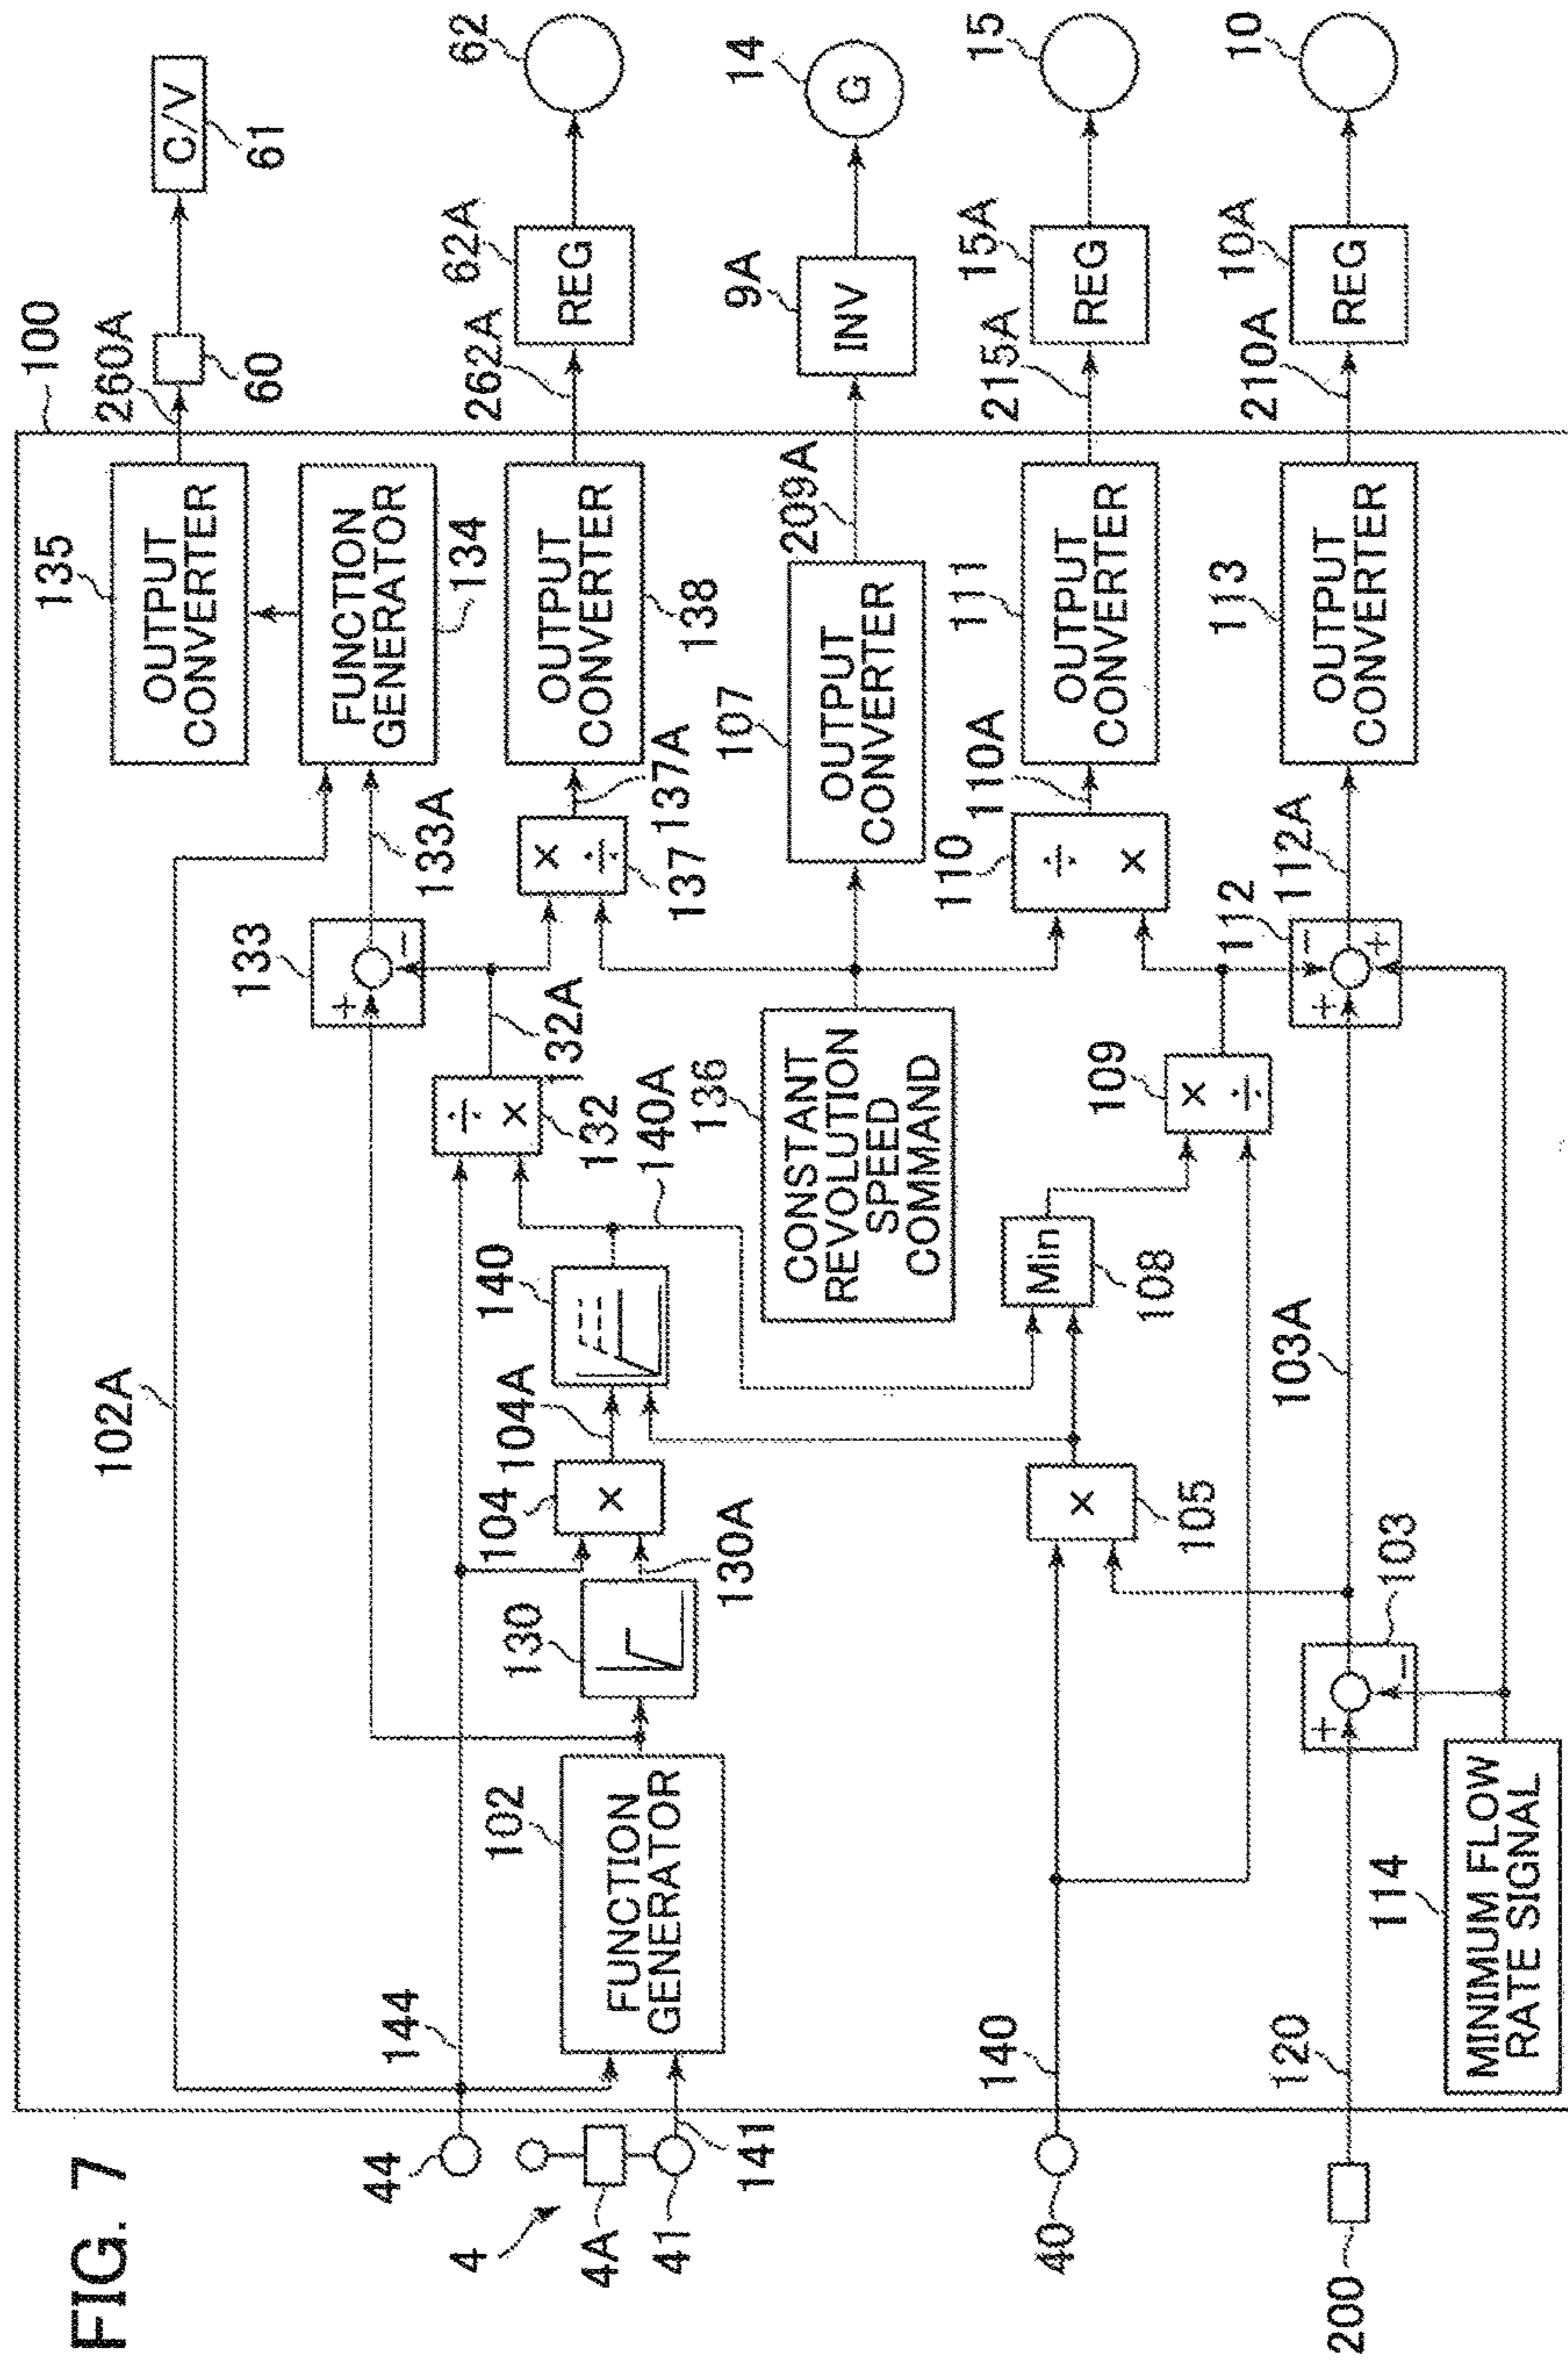 FIG. 7
100
102A
135
OUTPUT
CONVERTER
260A
60
C/V
61
133
+
−
133A
FUNCTION
GENERATOR
134
44
144
÷
×
132
32A
×
÷
137
137A
OUTPUT
CONVERTER
138
262A
62A
REG
62
4
4A
41
141
102
FUNCTION
GENERATOR
130
130A
104
×
104A
140
140A
136
CONSTANT
REVOLUTION
SPEED
COMMAND
107
OUTPUT
CONVERTER
209A
9A
INV
14
G
40
140
×
105
Min
108
109
×
÷
110
÷
×
110A
111
OUTPUT
CONVERTER
215A
15A
REG
15
200
120
+
−
103
103A
112
−
+
+
112A
113
OUTPUT
CONVERTER
210A
10A
REG
10
114
MINIMUM FLOW
RATE SIGNAL